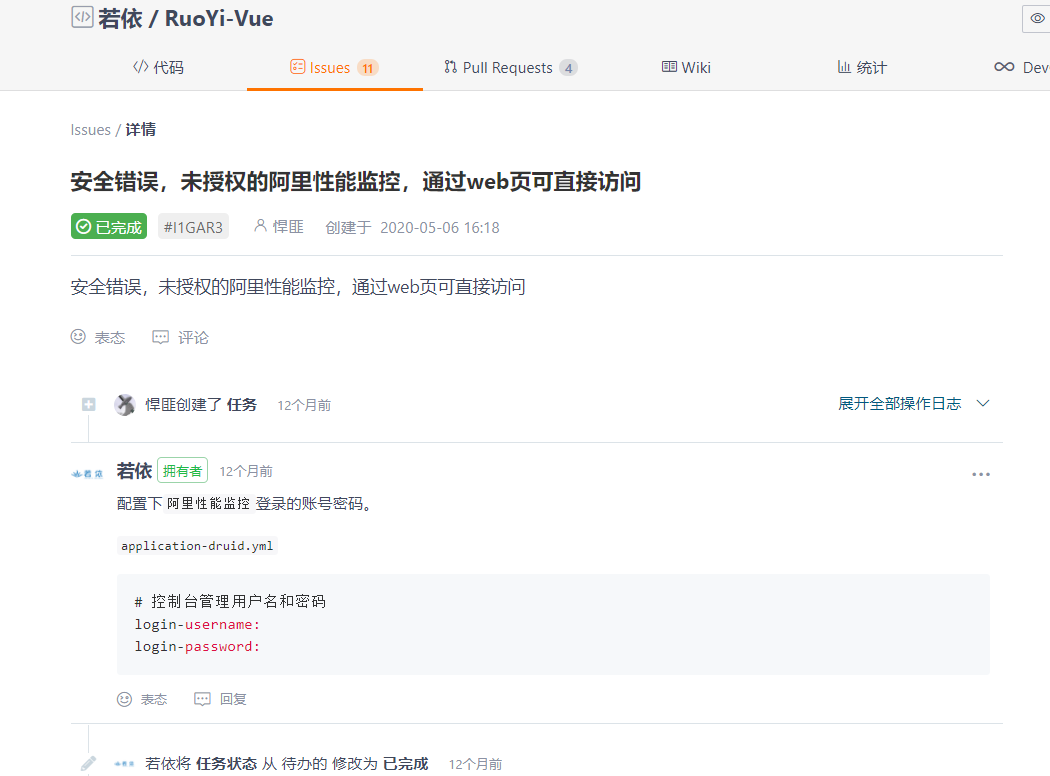 若依 / RuoYi-Vue
代码 Issues 11 Pull Requests 4 Wiki 统计 Dev
Issues / 详情
安全错误，未授权的阿里性能监控，通过web页可直接访问
已完成 #I1GAR3 悍匪 创建于 2020-05-06 16:18
安全错误，未授权的阿里性能监控，通过web页可直接访问
表态 评论
悍匪创建了 任务 12个月前 展开全部操作日志
若依 拥有者 12个月前
配置下 阿里性能监控 登录的账号密码。
application-druid.yml
# 控制台管理用户名和密码
login-username:
login-password:
表态 回复
若依将 任务状态 从 待办的 修改为 已完成 12个月前